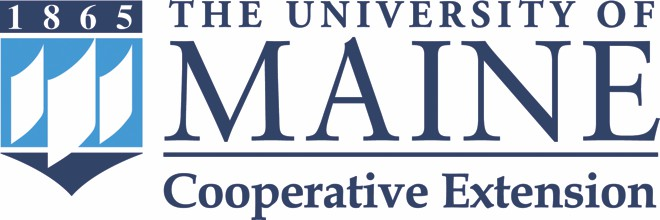 1865
THE UNIVERSITY OF
MAINE
Cooperative Extension